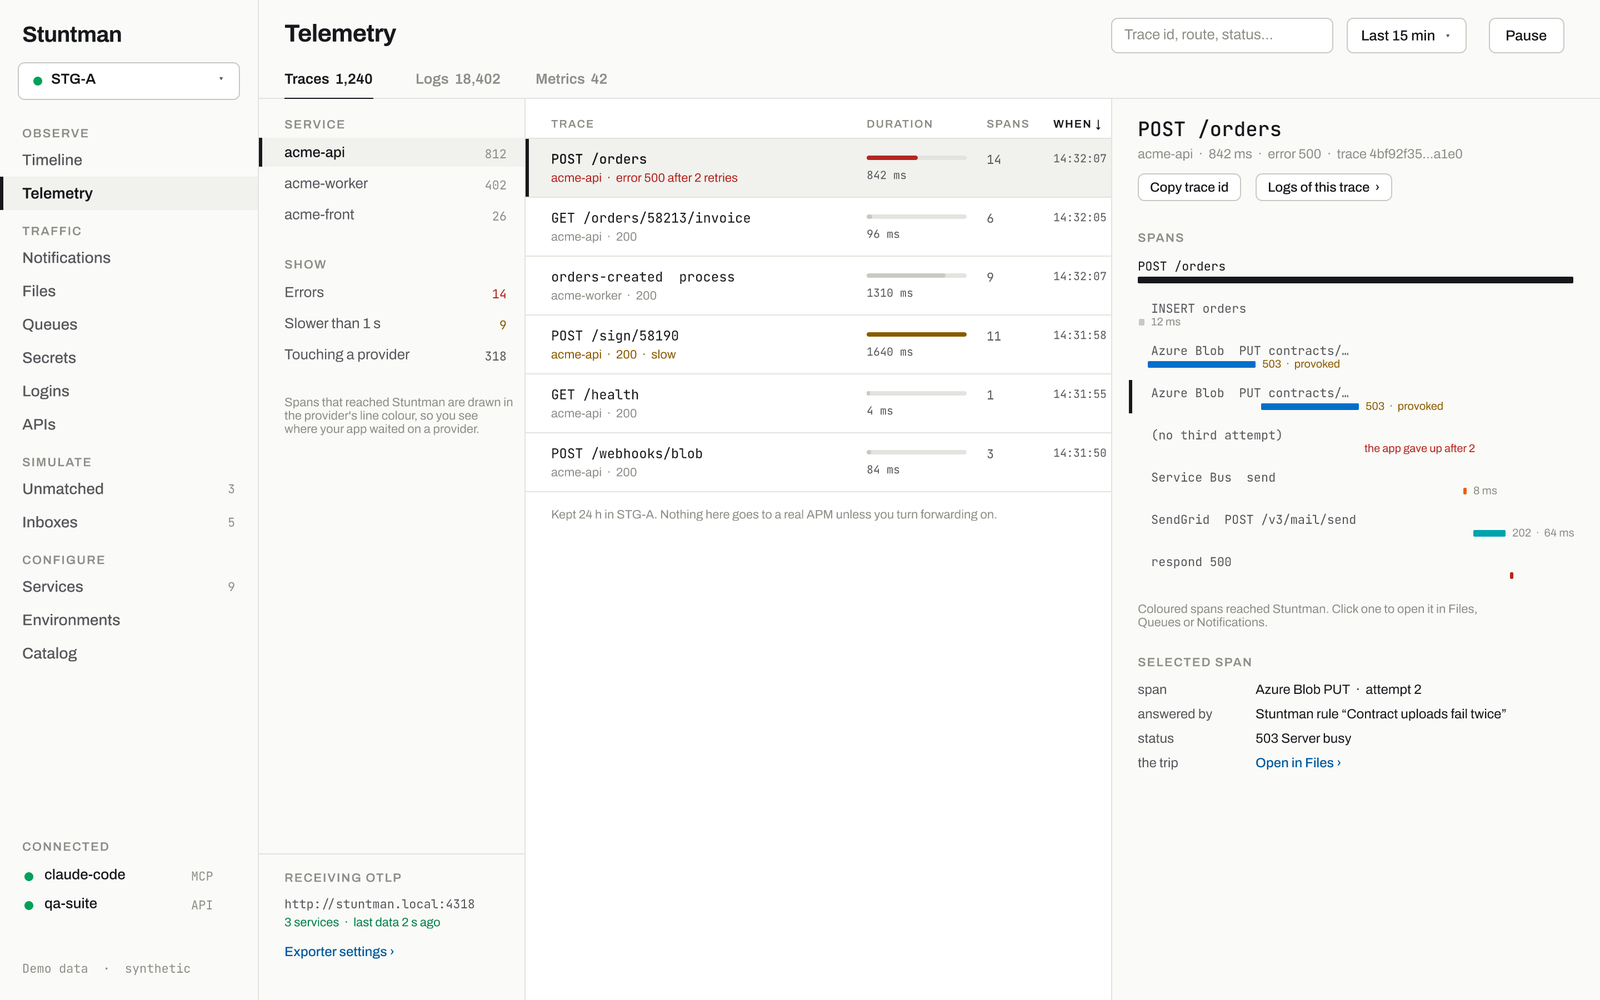 Stuntman
STG-A
OBSERVE
Timeline
Telemetry
TRAFFIC
Notifications
Files
Queues
Secrets
Logins
APIs
SIMULATE
Unmatched 3
Inboxes 5
CONFIGURE
Services 9
Environments
Catalog
CONNECTED
claude-code MCP
qa-suite API
Demo data · synthetic
Telemetry
Trace id, route, status...
Last 15 min
Pause
Traces 1,240
Logs 18,402
Metrics 42
SERVICE
acme-api 812
acme-worker 402
acme-front 26
SHOW
Errors 14
Slower than 1 s 9
Touching a provider 318
Spans that reached Stuntman are drawn in
the provider's line colour, so you see
where your app waited on a provider.
RECEIVING OTLP
http://stuntman.local:4318
3 services · last data 2 s ago
Exporter settings ›
TRACE DURATION SPANS WHEN ↓
POST /orders 14 14:32:07
acme-api · error 500 after 2 retries 842 ms
GET /orders/58213/invoice 6 14:32:05
acme-api · 200 96 ms
orders-created process 9 14:32:07
acme-worker · 200 1310 ms
POST /sign/58190 11 14:31:58
acme-api · 200 · slow 1640 ms
GET /health 1 14:31:55
acme-api · 200 4 ms
POST /webhooks/blob 3 14:31:50
acme-api · 200 84 ms
Kept 24 h in STG-A. Nothing here goes to a real APM unless you turn forwarding on.
POST /orders
acme-api · 842 ms · error 500 · trace 4bf92f35…a1e0
Copy trace id
Logs of this trace ›
SPANS
POST /orders
INSERT orders
12 ms
Azure Blob PUT contracts/…
503 · provoked
Azure Blob PUT contracts/…
503 · provoked
(no third attempt)
the app gave up after 2
Service Bus send
8 ms
SendGrid POST /v3/mail/send
202 · 64 ms
respond 500
Coloured spans reached Stuntman. Click one to open it in Files,
Queues or Notifications.
SELECTED SPAN
span Azure Blob PUT · attempt 2
answered by Stuntman rule “Contract uploads fail twice”
status 503 Server busy
the trip Open in Files ›